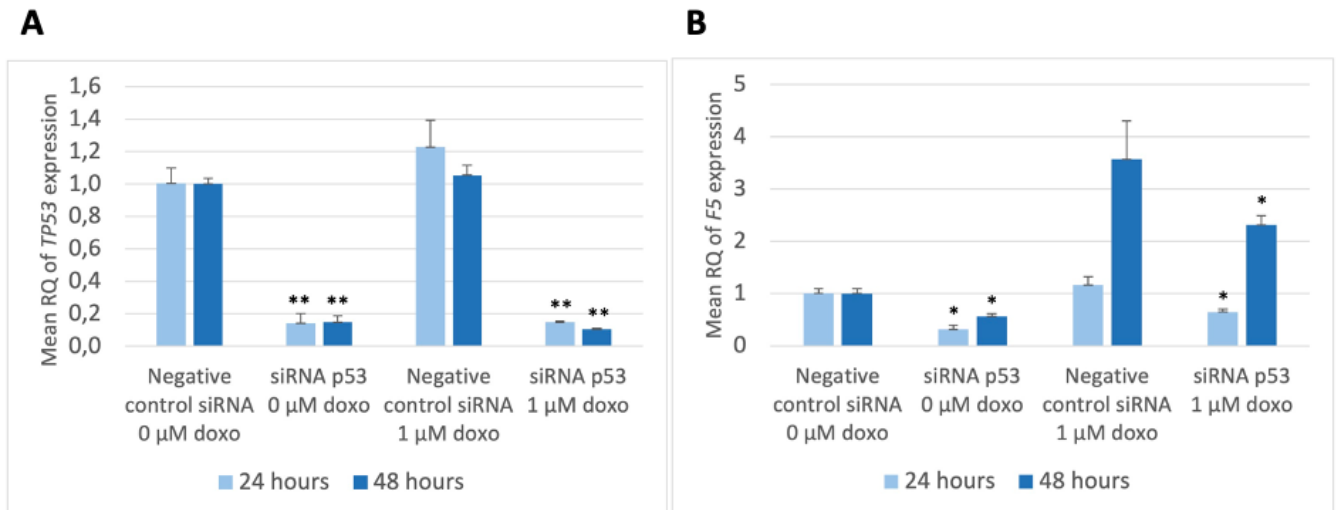 A
Mean RQ of TP53 expression
1,6
1,4
1,2
1,0
0,8
0,6
0,4
0,2
0,0
** **
** **
Negative
control siRNA
0 µM doxo
siRNA p53
0 µM doxo
Negative
control siRNA
1 µM doxo
siRNA p53
1 µM doxo
24 hours 48 hours
B
Mean RQ of F5 expression
5
4
3
2
1
0
* *
* *
Negative
control siRNA
0 µM doxo
siRNA p53
0 µM doxo
Negative
control siRNA
1 µM doxo
siRNA p53
1 µM doxo
24 hours 48 hours